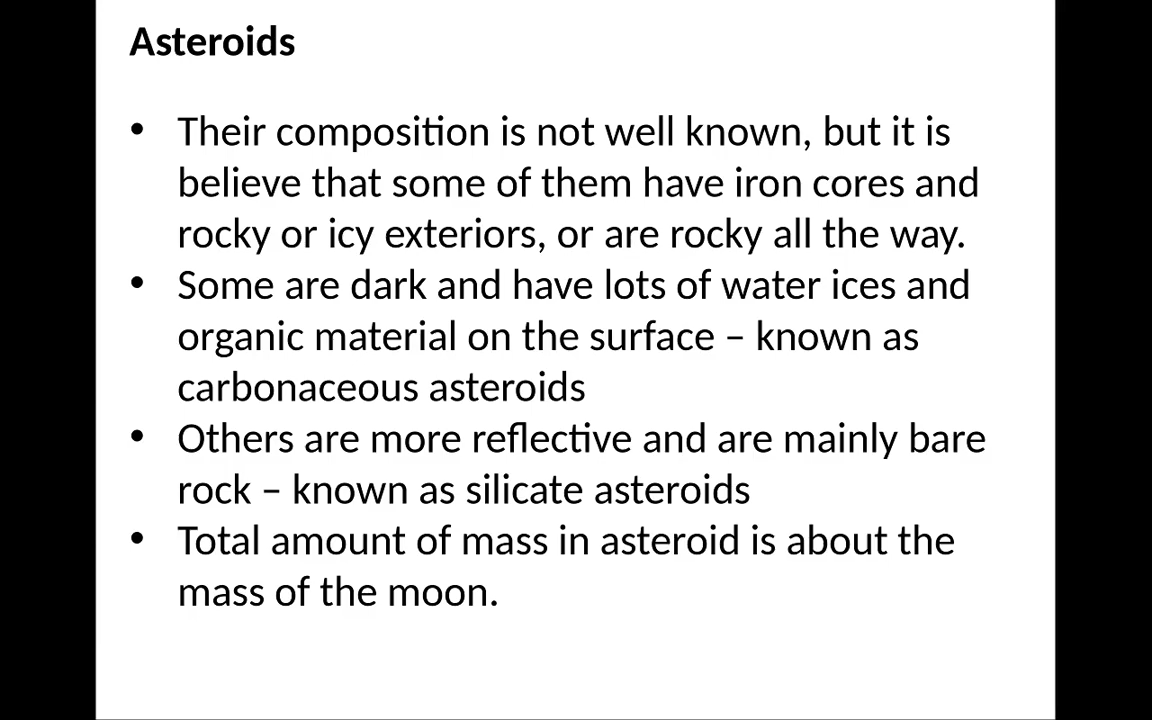 Asteroids
• Their composition is not well known, but it is
believe that some of them have iron cores and
rocky or icy exteriors, or are rocky all the way.
• Some are dark and have lots of water ices and
organic material on the surface – known as
carbonaceous asteroids
• Others are more reflective and are mainly bare
rock – known as silicate asteroids
• Total amount of mass in asteroid is about the
mass of the moon.